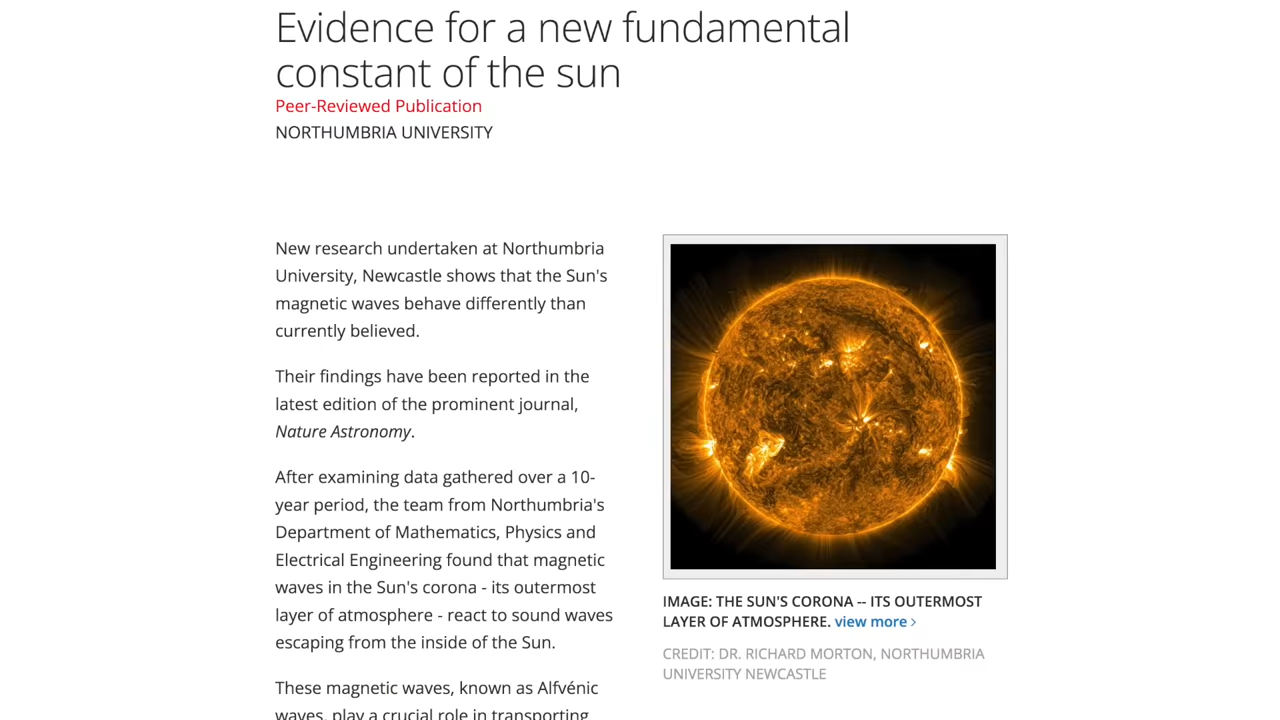 Evidence for a new fundamental
constant of the sun
Peer-Reviewed Publication
NORTHUMBRIA UNIVERSITY
New research undertaken at Northumbria
University, Newcastle shows that the Sun's
magnetic waves behave differently than
currently believed.
Their findings have been reported in the
latest edition of the prominent journal,
Nature Astronomy.
After examining data gathered over a 10-
year period, the team from Northumbria's
Department of Mathematics, Physics and
Electrical Engineering found that magnetic
waves in the Sun's corona - its outermost
layer of atmosphere - react to sound waves
escaping from the inside of the Sun.
These magnetic waves, known as Alfvénic
waves, play a crucial role in transporting
IMAGE: THE SUN'S CORONA -- ITS OUTERMOST
LAYER OF ATMOSPHERE. view more >
CREDIT: DR. RICHARD MORTON, NORTHUMBRIA
UNIVERSITY NEWCASTLE